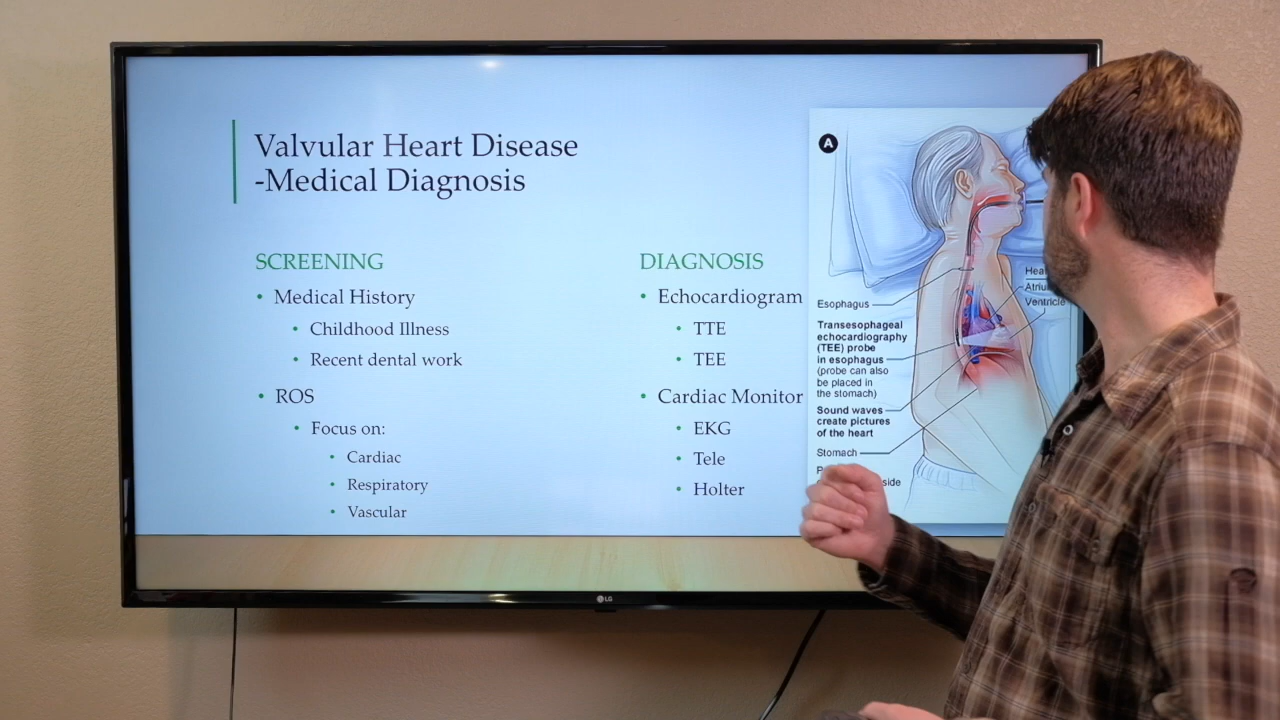 Valvular Heart Disease
-Medical Diagnosis
SCREENING
• Medical History
• Childhood Illness
• Recent dental work
• ROS
• Focus on:
• Cardiac
• Respiratory
• Vascular
DIAGNOSIS
• Echocardiogram
• TTE
• TEE
• Cardiac Monitor
• EKG
• Tele
• Holter
A
Esophagus
Transesophageal
echocardiography
(TEE) probe
in esophagus
(probe can also
be placed in
the stomach)
Sound waves
create pictures
of the heart
Stomach
Ventricle
LG